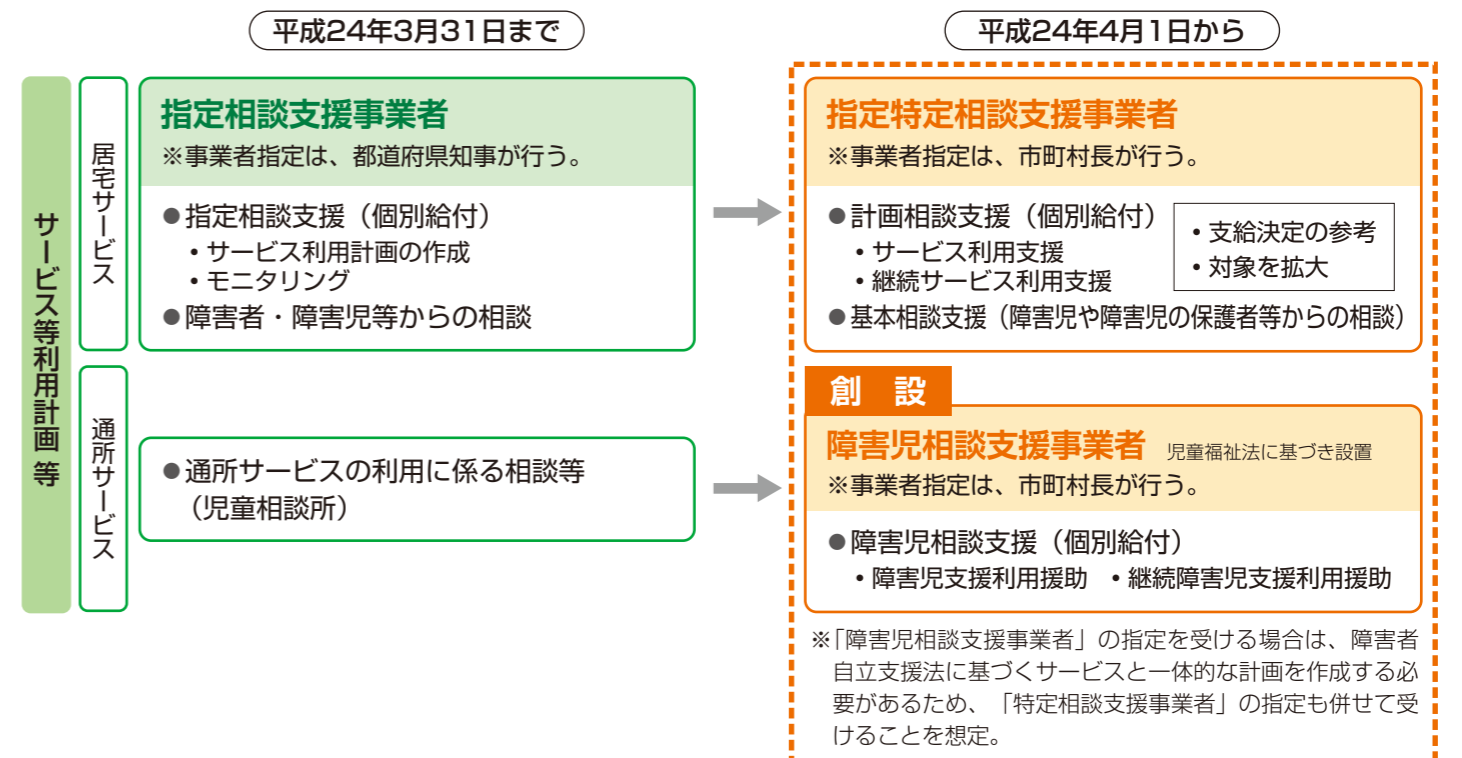 平成24年3月31日まで
平成24年4月1日から
サービス等利用計画 等
居宅サービス
指定相談支援事業者
※事業者指定は、都道府県知事が行う。
●指定相談支援（個別給付）
・サービス利用計画の作成
・モニタリング
●障害者・障害児等からの相談
指定特定相談支援事業者
※事業者指定は、市町村長が行う。
●計画相談支援（個別給付）
・サービス利用支援
・継続サービス利用支援
・支給決定の参考
・対象を拡大
●基本相談支援（障害児や障害児の保護者等からの相談）
通所サービス
●通所サービスの利用に係る相談等
（児童相談所）
創 設
障害児相談支援事業者 児童福祉法に基づき設置
※事業者指定は、市町村長が行う。
●障害児相談支援（個別給付）
・障害児支援利用援助 ・継続障害児支援利用援助
※「障害児相談支援事業者」の指定を受ける場合は、障害者
自立支援法に基づくサービスと一体的な計画を作成する必
要があるため、「特定相談支援事業者」の指定も併せて受
けることを想定。